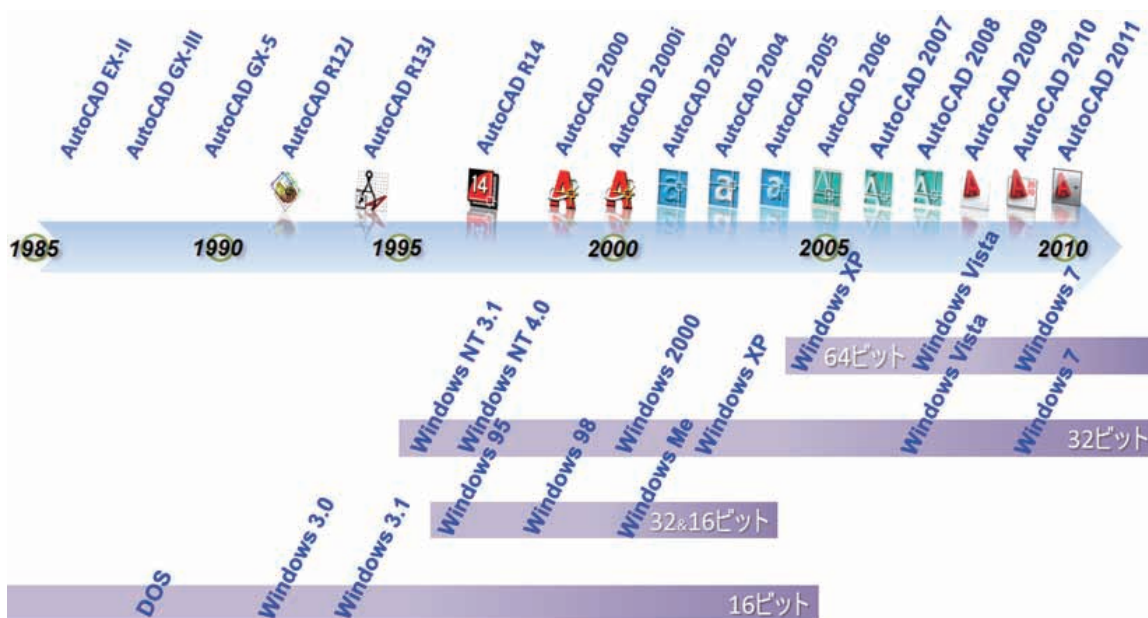 AutoCAD EX-II
AutoCAD GX-III
AutoCAD GX-5
AutoCAD R12J
AutoCAD R13J
AutoCAD R14
AutoCAD 2000
AutoCAD 2000i
AutoCAD 2002
AutoCAD 2004
AutoCAD 2005
AutoCAD 2006
AutoCAD 2007
AutoCAD 2008
AutoCAD 2009
AutoCAD 2010
AutoCAD 2011
14
1985
1990
1995
2000
2005
2010
Windows XP
Windows Vista
Windows 7
64ビット
Windows NT 3.1
Windows NT 4.0
Windows 2000
Windows XP
Windows Vista
Windows 7
32ビット
Windows 95
Windows 98
Windows Me
32&16ビット
DOS
Windows 3.0
Windows 3.1
16ビット